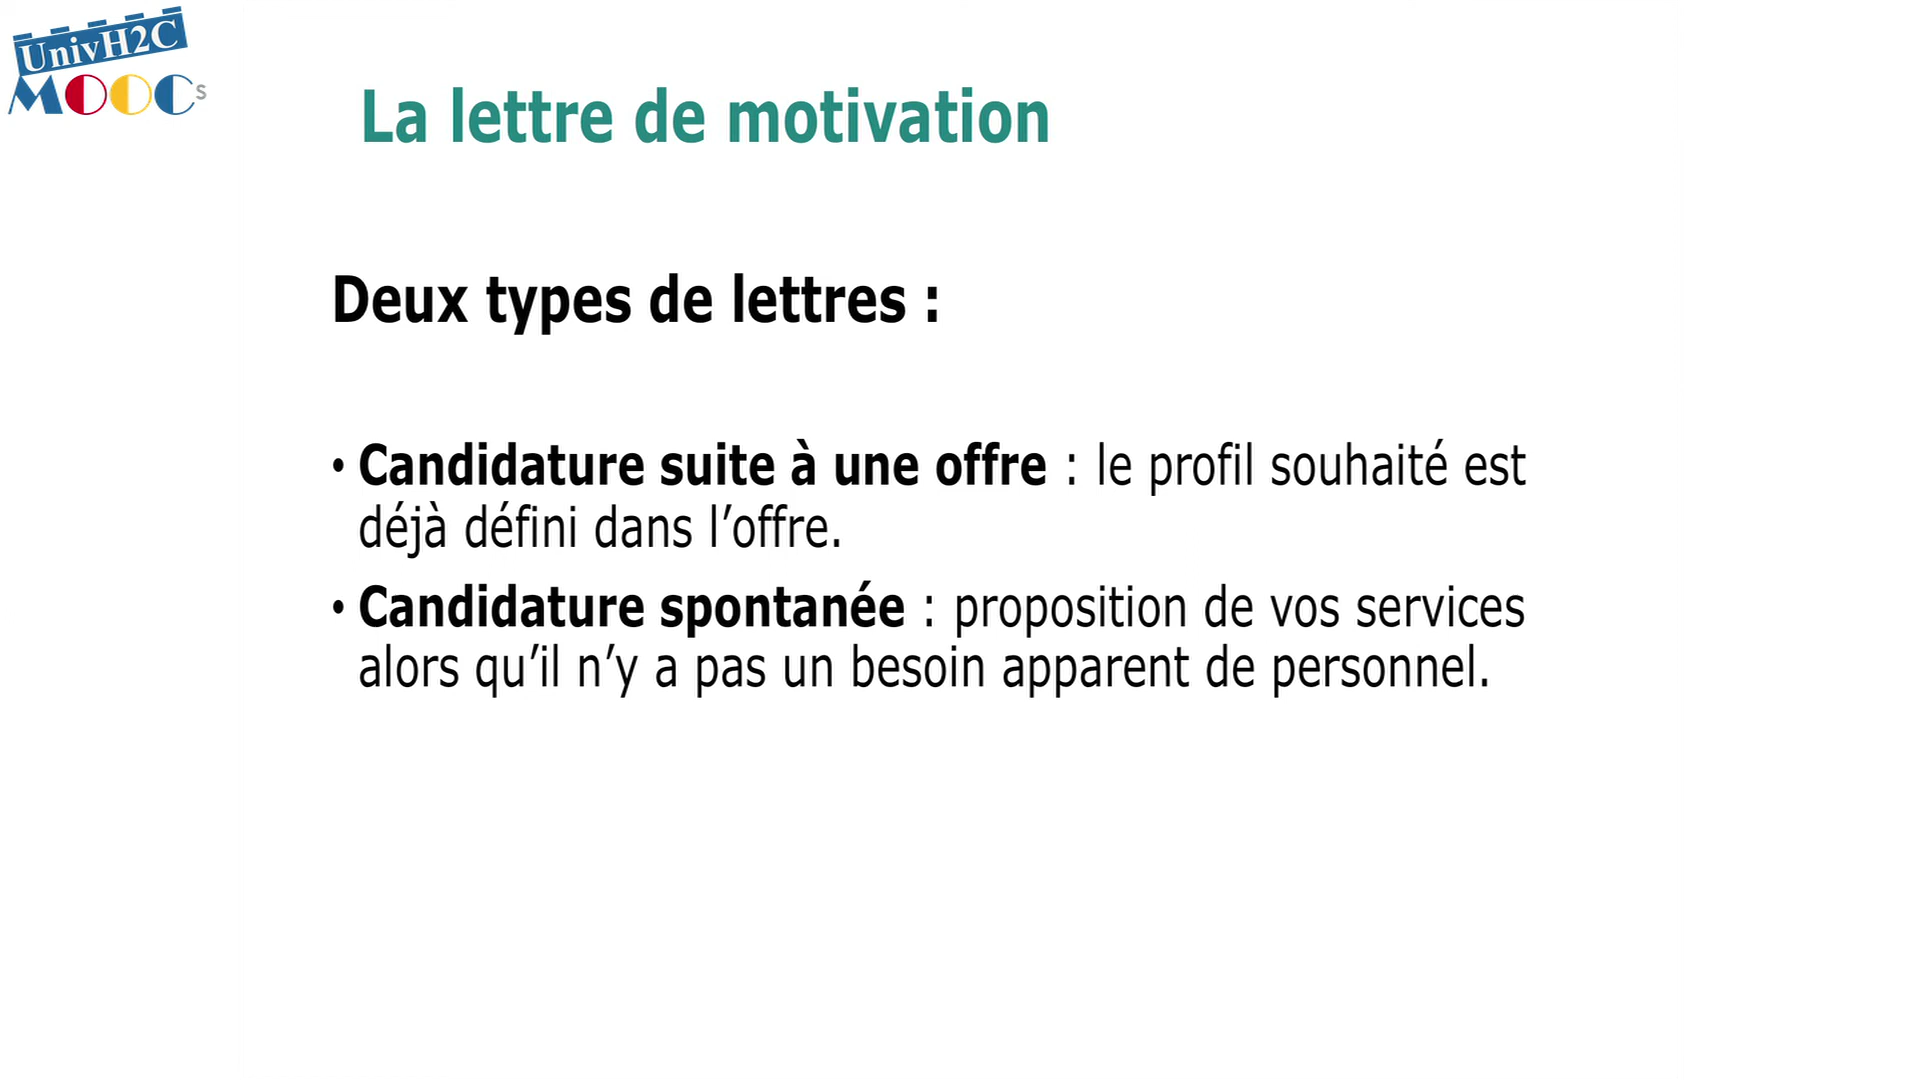 UnivH2C
MOOCs
La lettre de motivation
Deux types de lettres :
• Candidature suite à une offre : le profil souhaité est
déjà défini dans l’offre.
• Candidature spontanée : proposition de vos services
alors qu’il n’y a pas un besoin apparent de personnel.